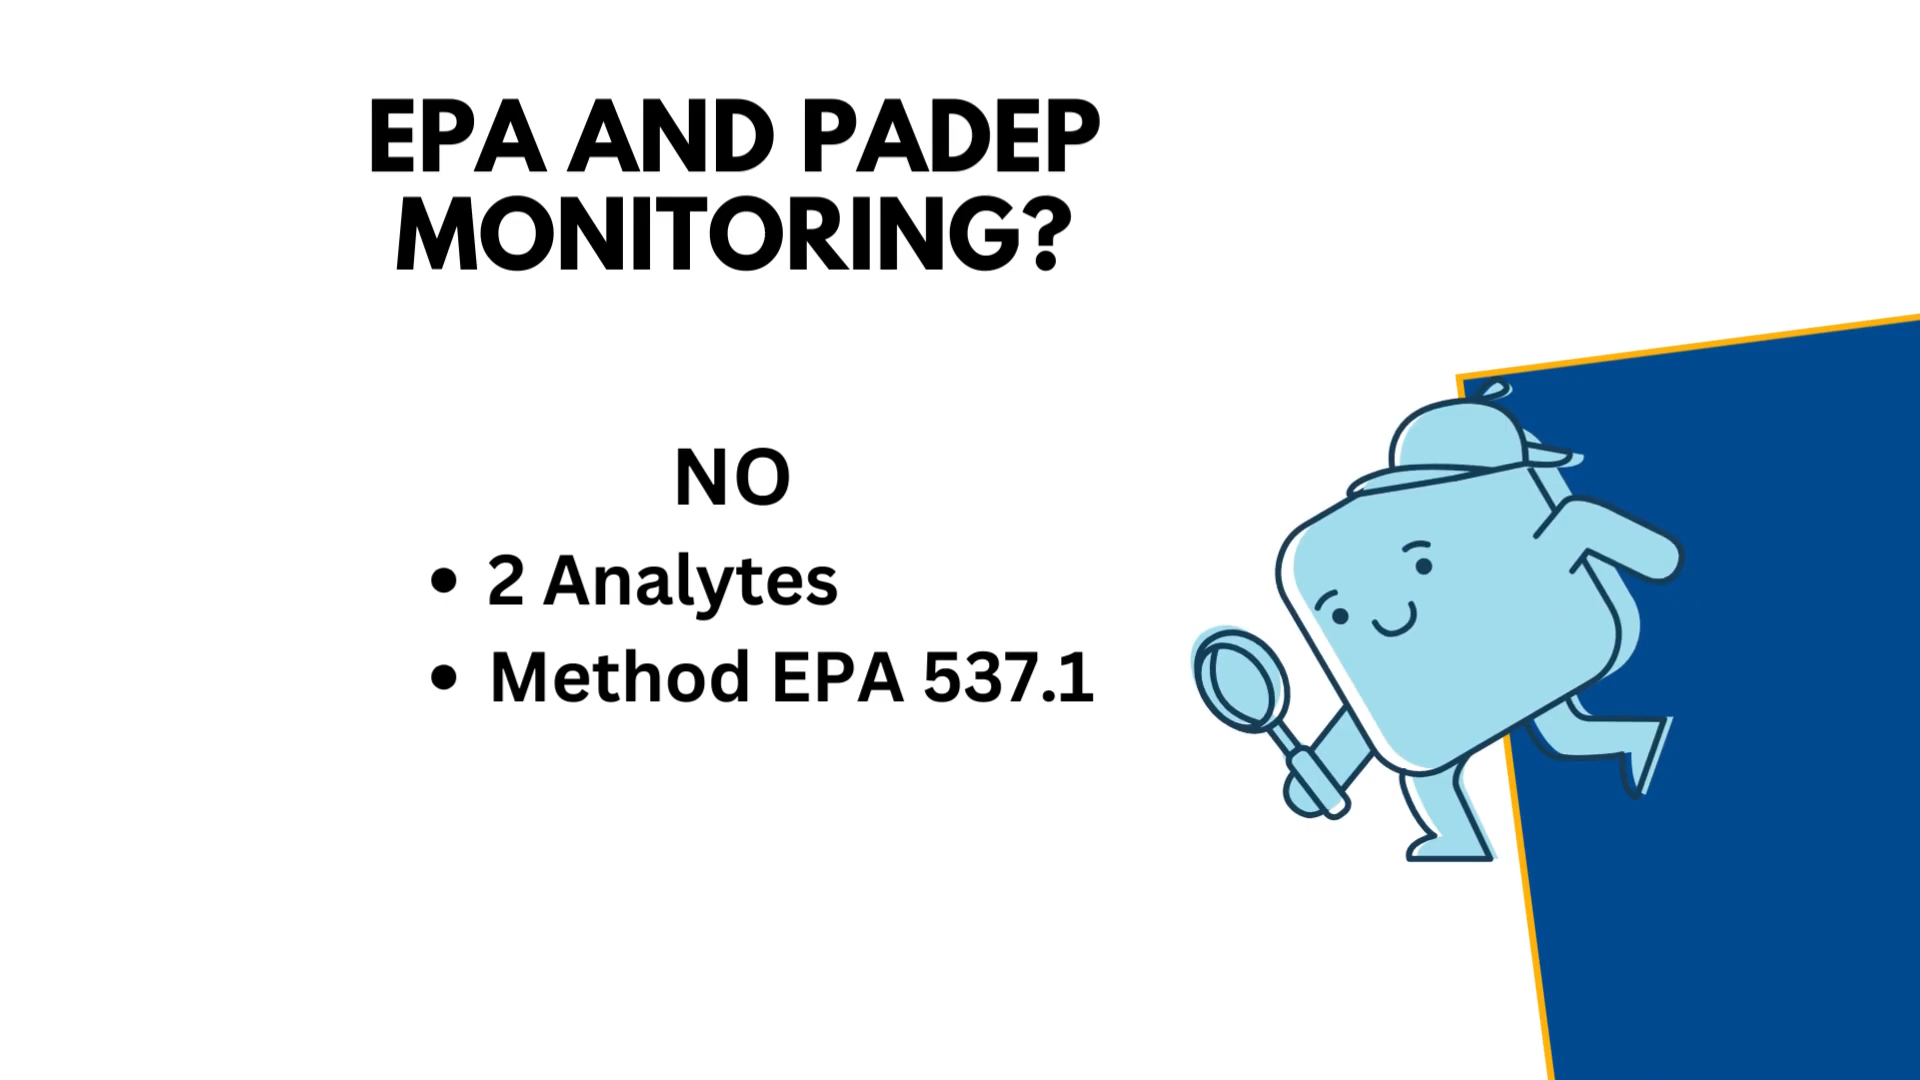 EPA AND PADEP
MONITORING?
NO
• 2 Analytes
• Method EPA 537.1